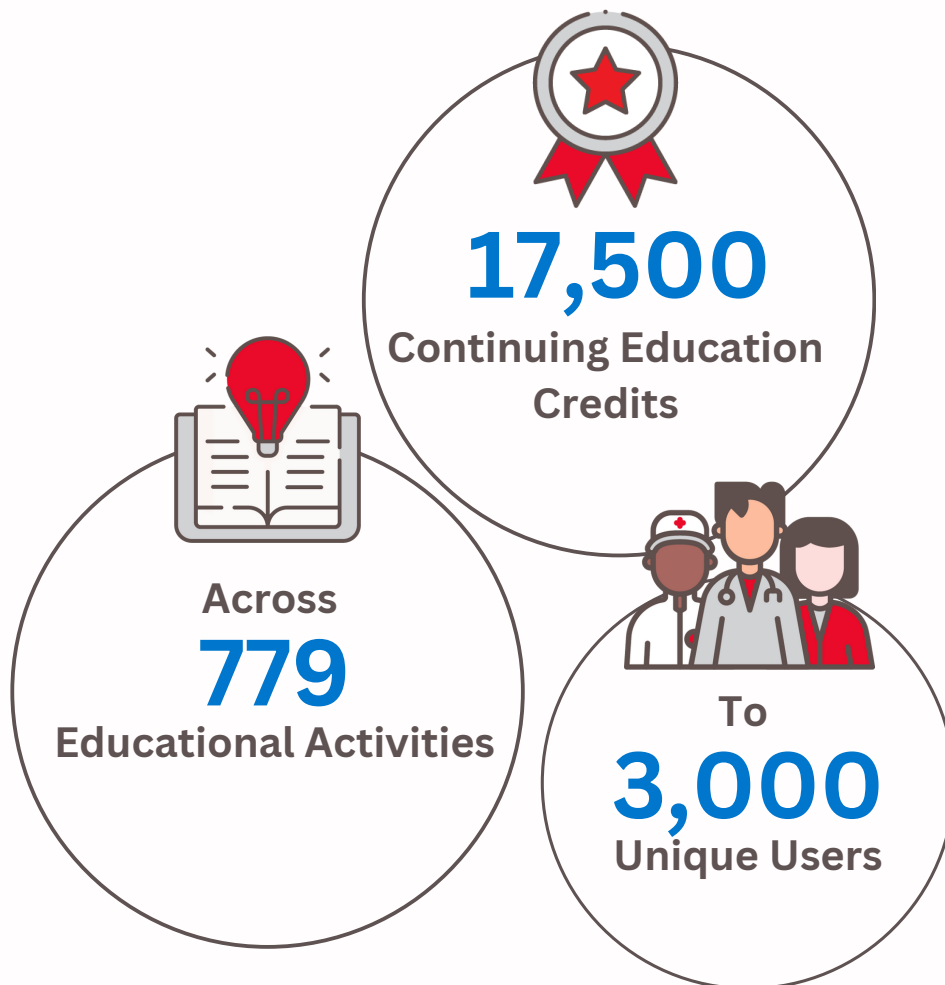 17,500
Continuing Education
Credits
Across
779
Educational Activities
To
3,000
Unique Users